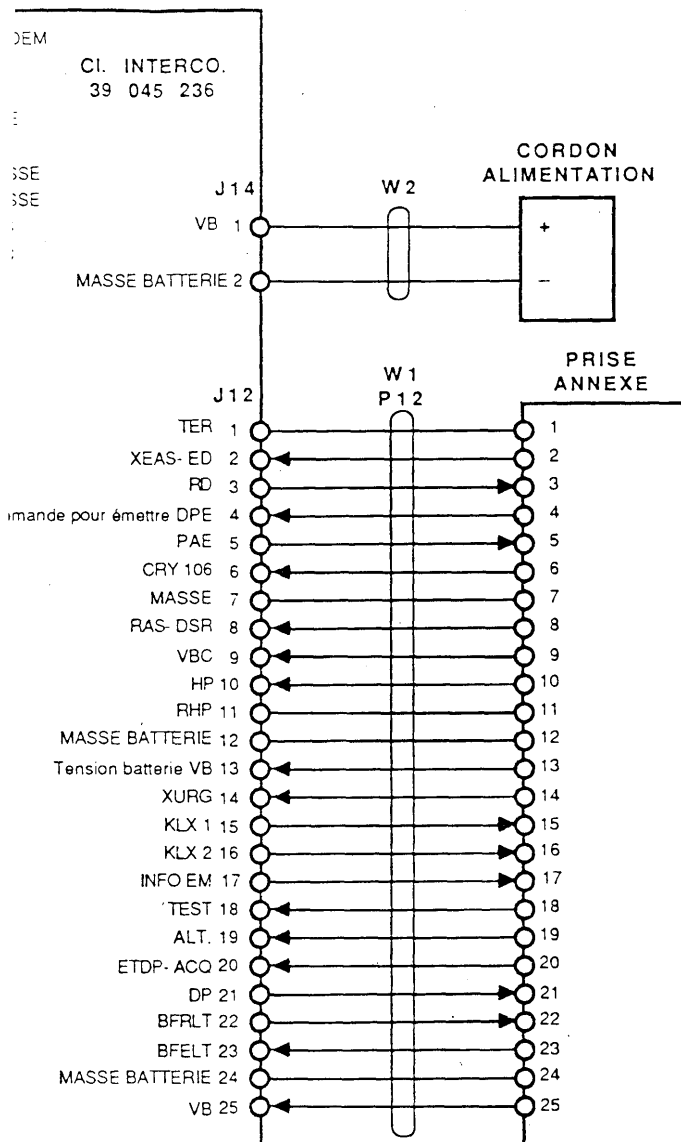 CI. INTERCO.
39 045 236
CORDON
ALIMENTATION
J14
W2
VB 1
+
MASSE BATTERIE 2
–
PRISE
ANNEXE
W1
J12
P12
TER 1 1
XEAS-ED 2 2
RD 3 3
pour émettre DPE 4 4
PAE 5 5
CRY 106 6 6
MASSE 7 7
RAS-DSR 8 8
VBC 9 9
HP 10 10
RHP 11 11
MASSE BATTERIE 12 12
Tension batterie VB 13 13
XURG 14 14
KLX 1 15 15
KLX 2 16 16
INFO EM 17 17
TEST 18 18
ALT. 19 19
ETDP-ACQ 20 20
DP 21 21
BFRLT 22 22
BFELT 23 23
MASSE BATTERIE 24 24
VB 25 25